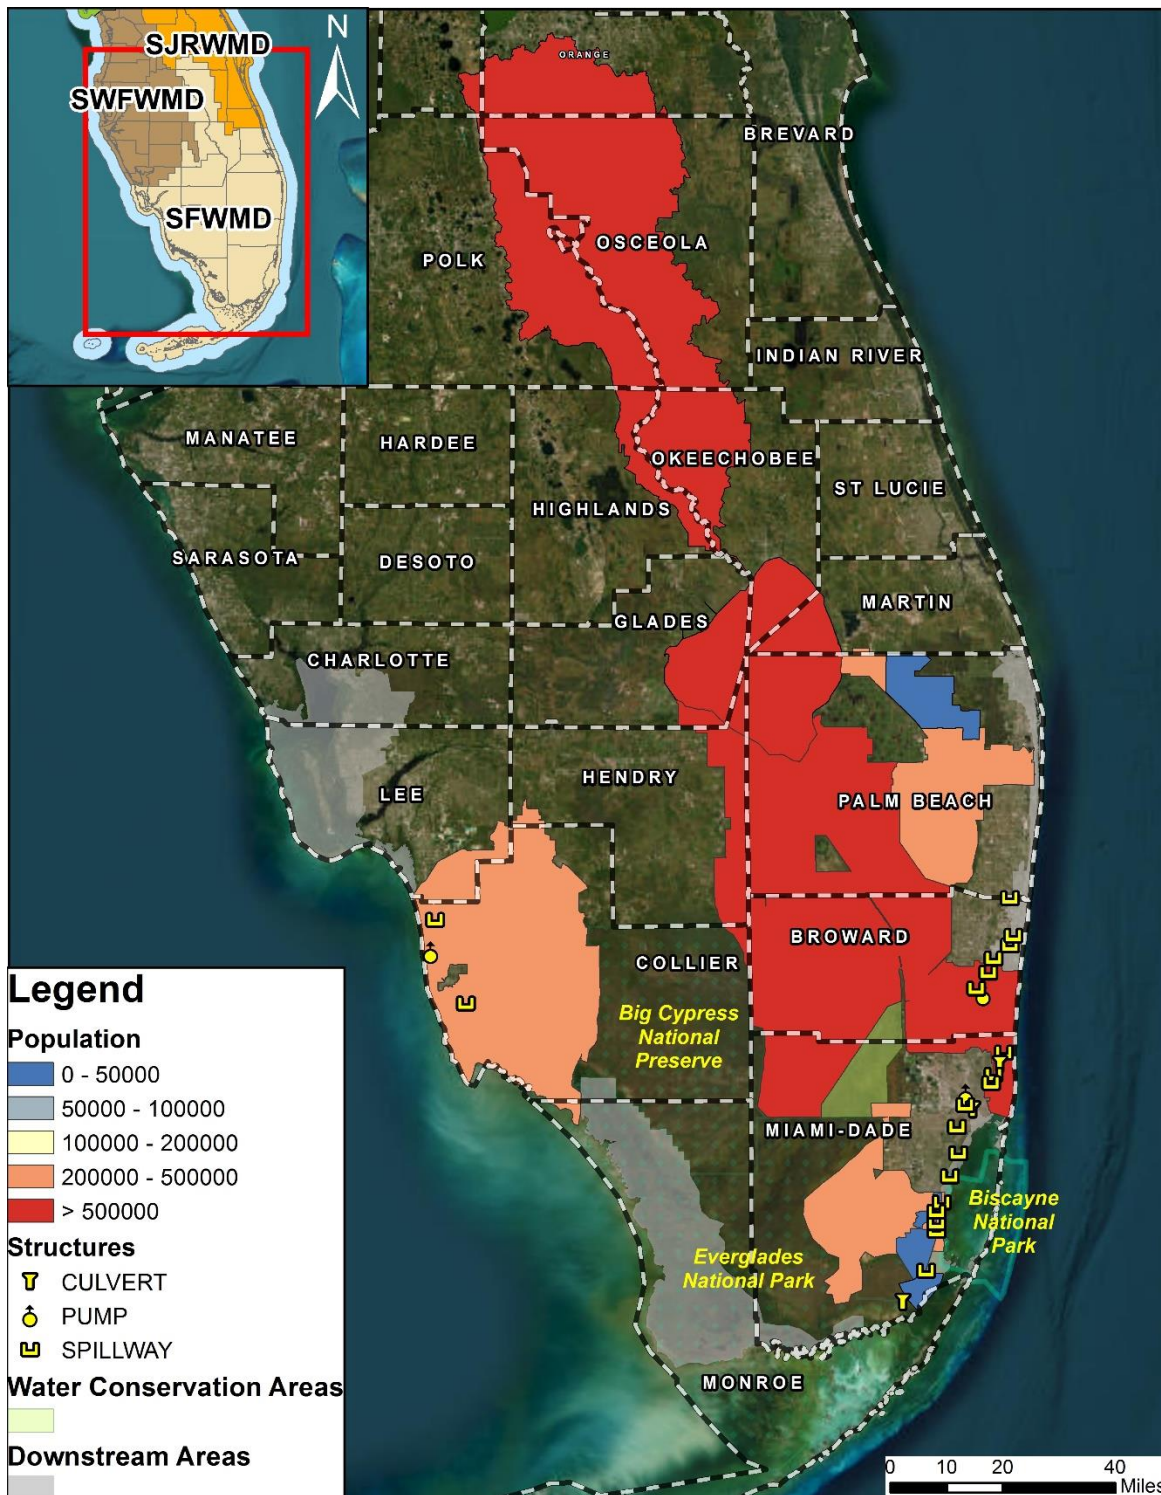 SJRWMD
SWFWMD
SFWMD
N
ORANGE
BREVARD
OSCEOLA
POLK
INDIAN RIVER
MANATEE
HARDEE
OKEECHOBEE
ST LUCIE
HIGHLANDS
SARASOTA
DESOTO
MARTIN
GLADES
CHARLOTTE
HENDRY
LEE
PALM BEACH
BROWARD
COLLIER
Big Cypress
National
Preserve
MIAMI-DADE
Biscayne
National
Park
Everglades
National Park
MONROE
Legend
Population
0 - 50000
50000 - 100000
100000 - 200000
200000 - 500000
> 500000
Structures
CULVERT
PUMP
SPILLWAY
Water Conservation Areas
Downstream Areas
0 10 20 40
Miles